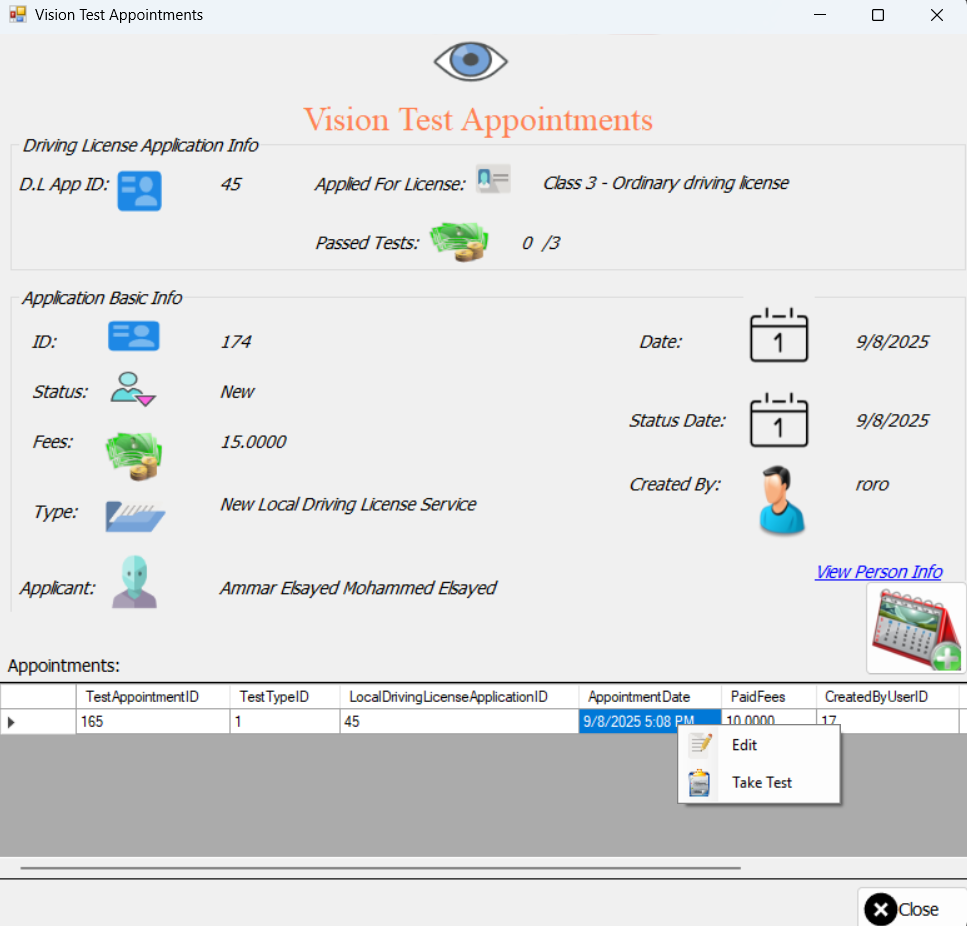 Vision Test Appointments
Vision Test Appointments
Driving License Application Info
D.L App ID: 45 Applied For License: Class 3 - Ordinary driving license
Passed Tests: 0 /3
Application Basic Info
ID: 174 Date: 1 9/8/2025
Status: New
Status Date: 1 9/8/2025
Fees: 15.0000
Created By: roro
Type: New Local Driving License Service
View Person Info
Applicant: Ammar Elsayed Mohammed Elsayed
Appointments:
TestAppointmentID TestTypeID LocalDrivingLicenseApplicationID AppointmentDate PaidFees CreatedByUserID
165 1 45 9/8/2025 5:08 PM 10.0000 17
Edit
Take Test
Close